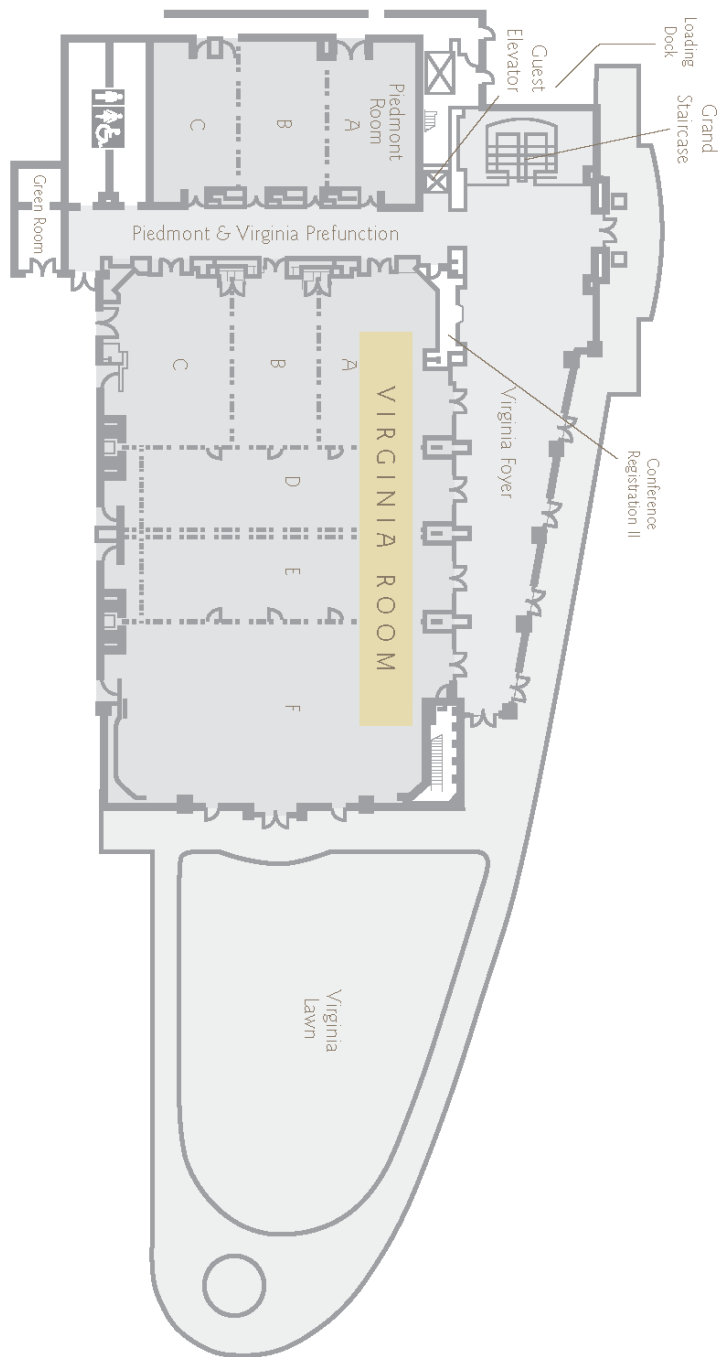 Loading
Dock
Guest
Elevator
Grand
Staircase
Piedmont
Room
A
B
C
Green Room
Piedmont & Virginia Prefunction
A
B
C
VIRGINIA ROOM
Virginia Foyer
Conference
Registration II
D
E
F
Virginia
Lawn